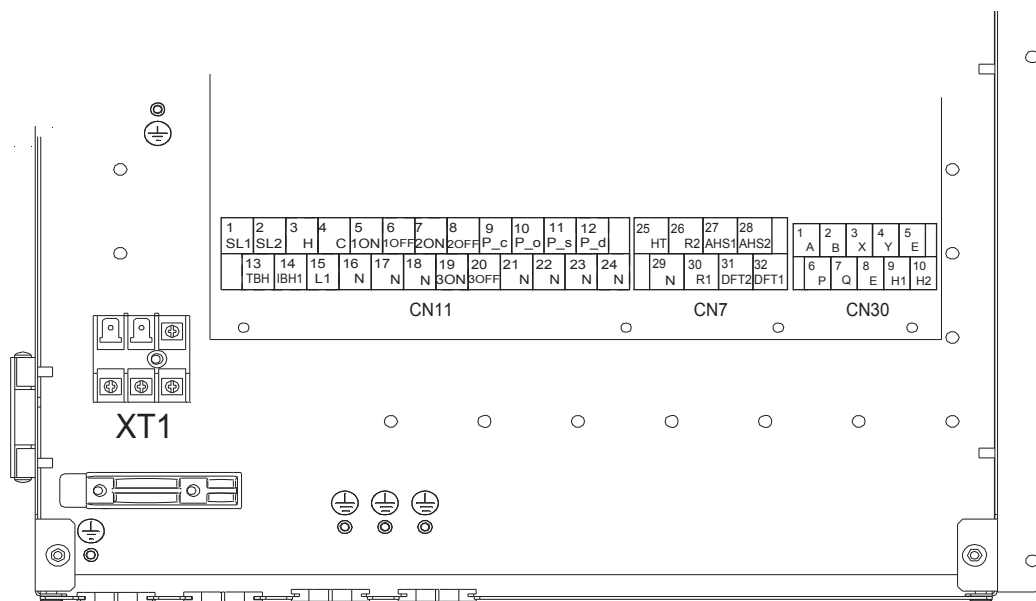 1 2 3 4 5 6 7 8 9 10 11 12
SL1 SL2 H C 1ON 1OFF 2ON 2OFF P_c P_o P_s P_d
13 14 15 16 17 18 19 20 21 22 23 24
TBH IBH1 L1 N N N 3ON 3OFF N N N N
CN11
25 26 27 28
HT R2 AHS1 AHS2
29 30 31 32
N R1 DFT2 DFT1
CN7
1 2 3 4 5
A B X Y E
6 7 8 9 10
P Q E H1 H2
CN30
XT1